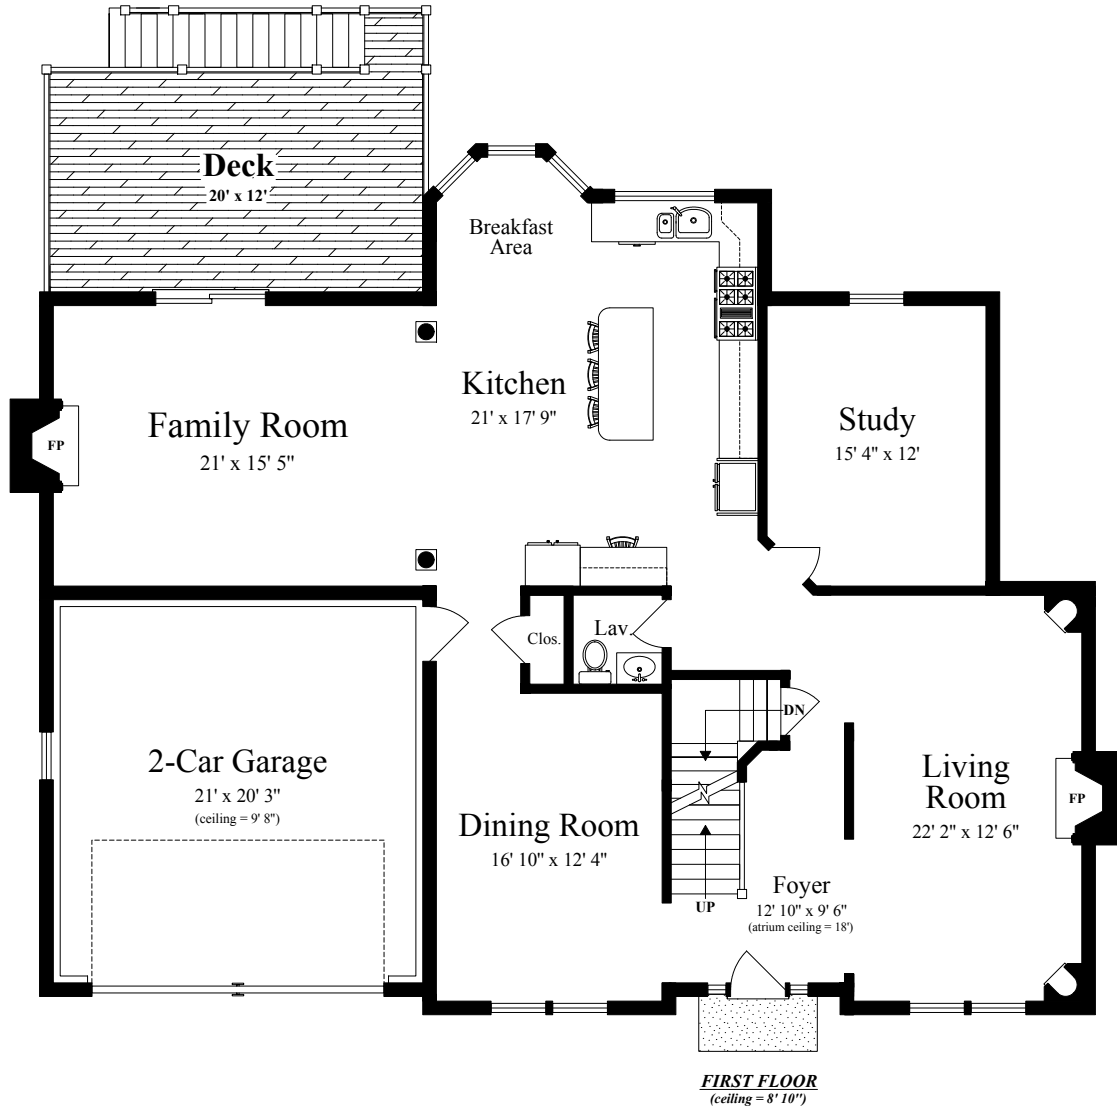 Deck
20' x 12'
Breakfast
Area
Kitchen
21' x 17' 9"
Family Room
21' x 15' 5"
FP
Study
15' 4" x 12'
Clos.
Lav.
DN
2-Car Garage
21' x 20' 3"
(ceiling = 9' 8")
Living
Room
22' 2" x 12' 6"
FP
Dining Room
16' 10" x 12' 4"
UP
Foyer
12' 10" x 9' 6"
(atrium ceiling = 18')
FIRST FLOOR
(ceiling = 8' 10")